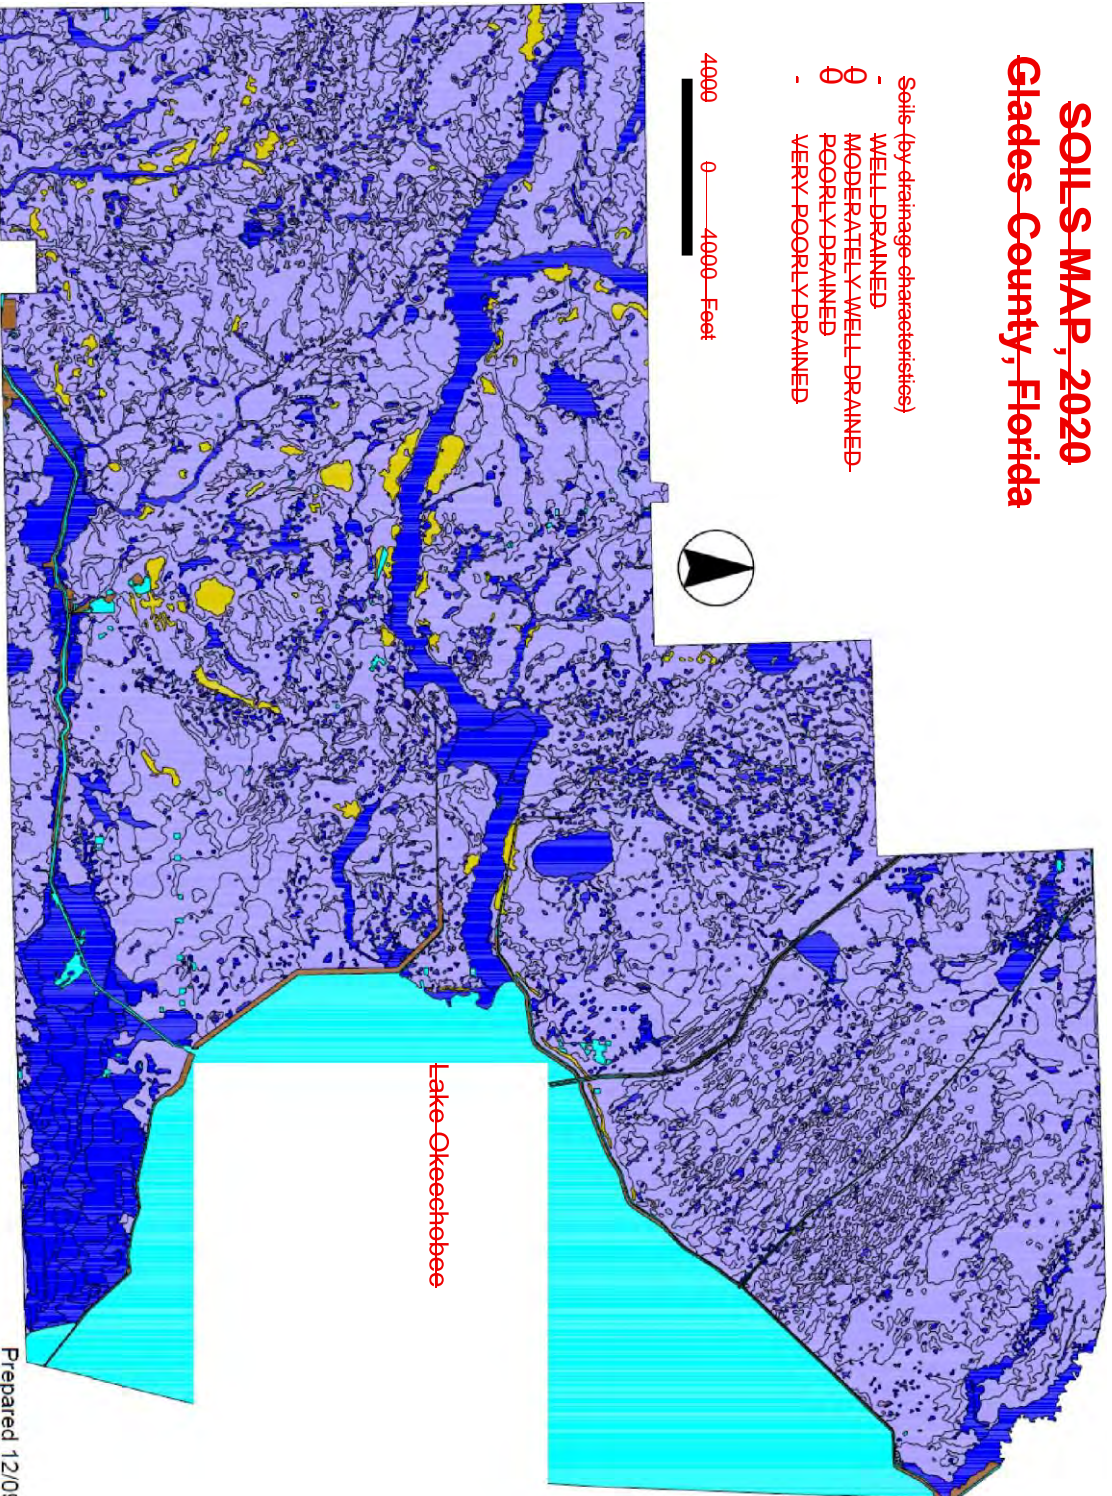 SOILS MAP, 2020
Glades County, Florida
Soils (by drainage characteristics)
- WELL DRAINED
0 MODERATELY WELL DRAINED
0 POORLY DRAINED
- VERY POORLY DRAINED
4000 0 4000 Feet
Lake Okeechobee
Prepared